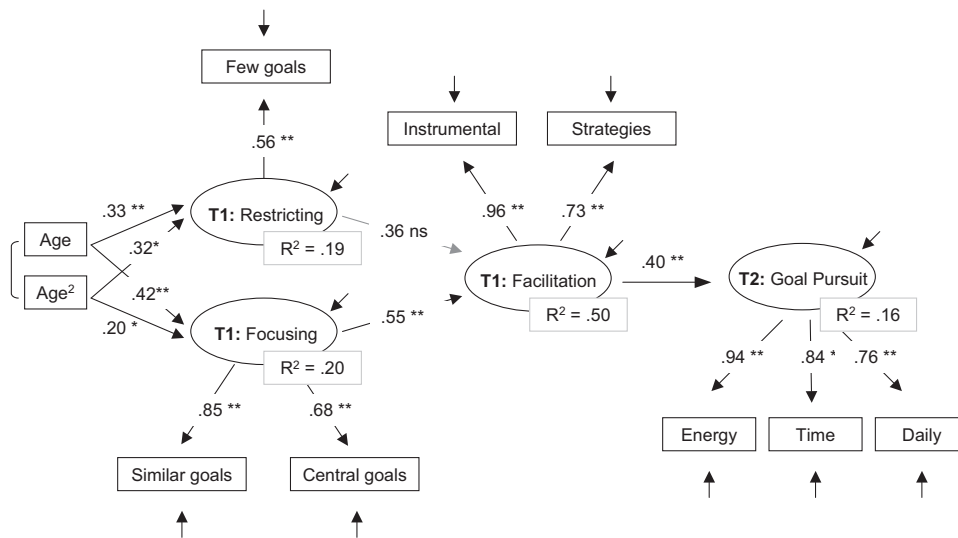 Few goals
Instrumental
Strategies
.56 **
.33 **
T1: Restricting
.96 **
.73 **
.36 ns
Age
.32*
R² = .19
T1: Facilitation
.40 **
T2: Goal Pursuit
Age²
.42**
.20 *
T1: Focusing
.55 **
R² = .50
R² = .16
R² = .20
.94 **
.84 *
.76 **
.85 **
.68 **
Energy
Time
Daily
Similar goals
Central goals